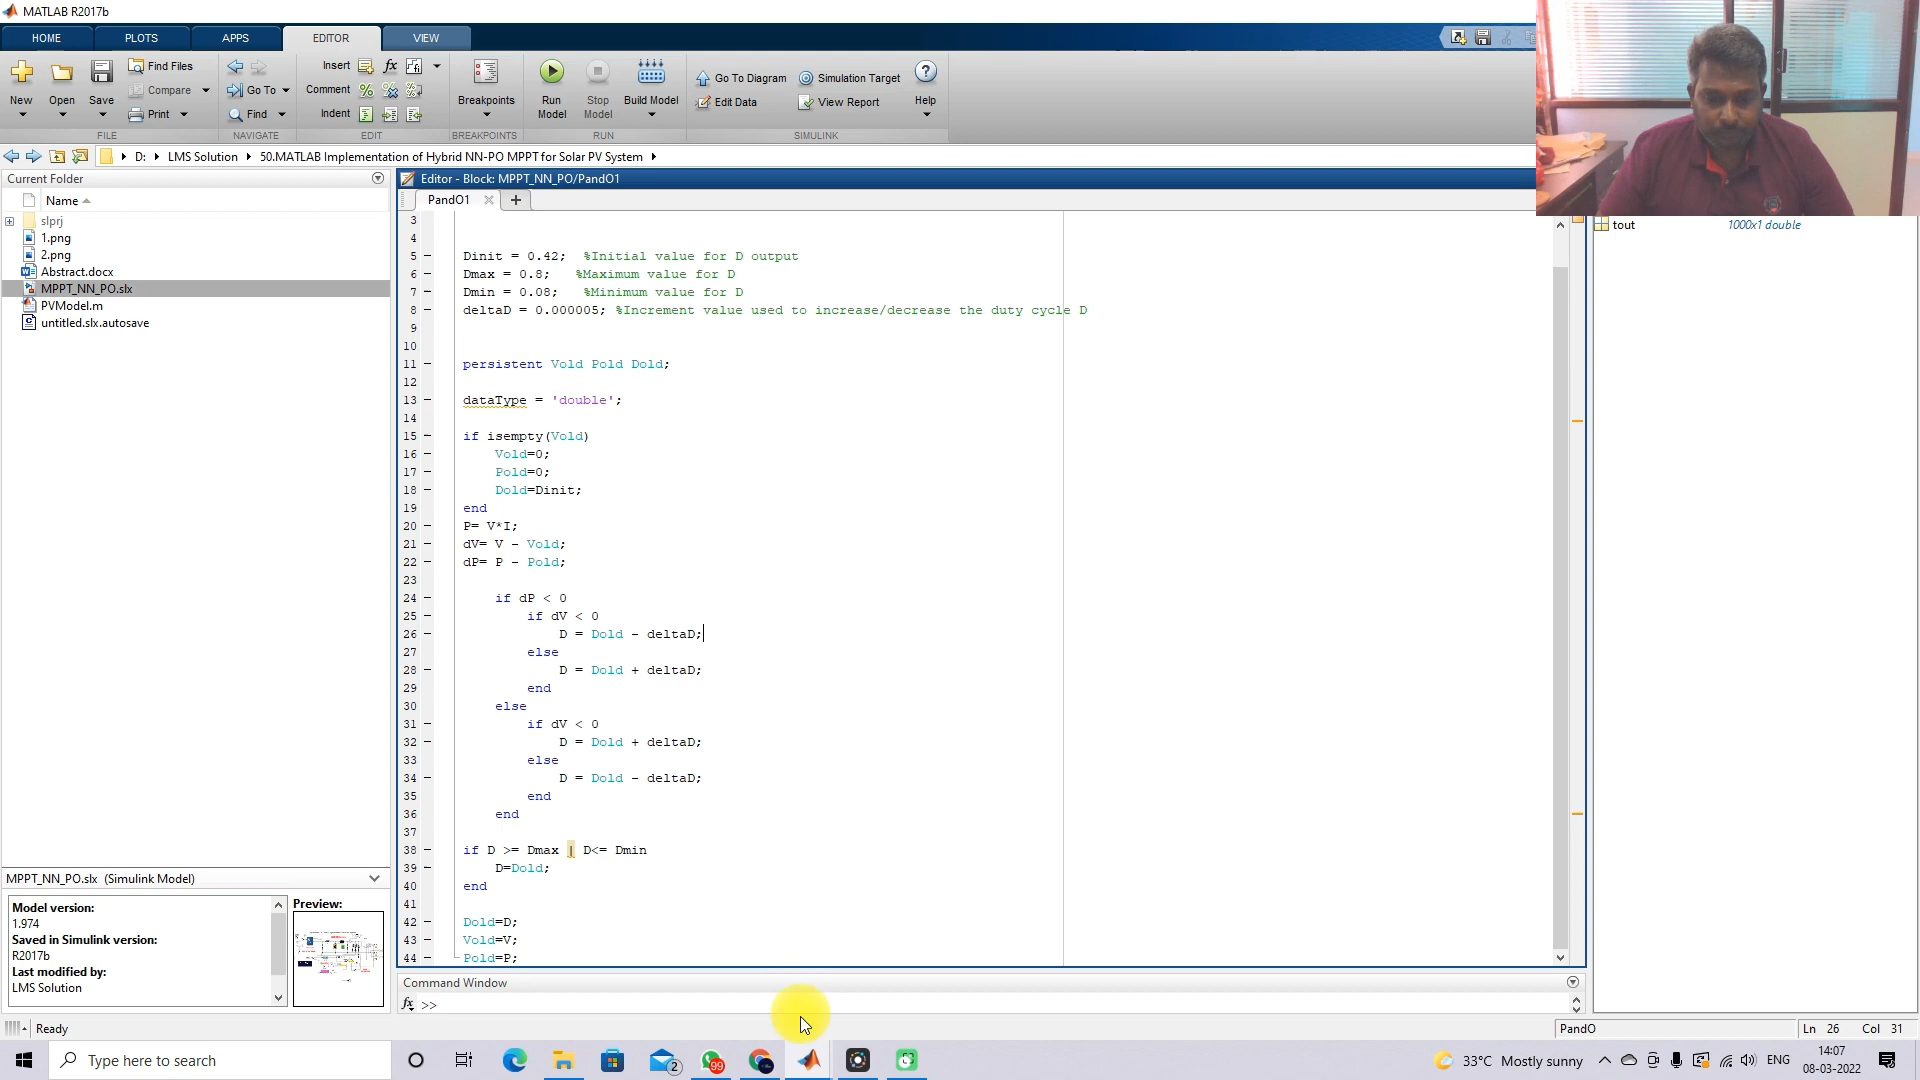 MATLAB R2017b
HOME PLOTS APPS EDITOR VIEW
New Open Save Find Files Compare Print
FILE
Go To Find
NAVIGATE
Insert fx
Comment
Indent
EDIT
Breakpoints
BREAKPOINTS
Run Model Stop Model Build Model
RUN
Go To Diagram Simulation Target
Edit Data View Report
Help
SIMULINK
D: LMS Solution 50.MATLAB Implementation of Hybrid NN-PO MPPT for Solar PV System
Current Folder
Name
slprj
1.png
2.png
Abstract.docx
MPPT_NN_PO.slx
PVModel.m
untitled.slx.autosave
MPPT_NN_PO.slx (Simulink Model)
Model version:
1.974
Saved in Simulink version:
R2017b
Last modified by:
LMS Solution
Preview:
Editor - Block: MPPT_NN_PO/PandO1
PandO1
3
4
5 – Dinit = 0.42; %Initial value for D output
6 – Dmax = 0.8; %Maximum value for D
7 – Dmin = 0.08; %Minimum value for D
8 – deltaD = 0.000005; %Increment value used to increase/decrease the duty cycle D
9
10
11 – persistent Vold Pold Dold;
12
13 – dataType = 'double';
14
15 – if isempty(Vold)
16 – Vold=0;
17 – Pold=0;
18 – Dold=Dinit;
19 – end
20 – P= V*I;
21 – dV= V - Vold;
22 – dP= P - Pold;
23
24 – if dP < 0
25 – if dV < 0
26 – D = Dold - deltaD;
27 – else
28 – D = Dold + deltaD;
29 – end
30 – else
31 – if dV < 0
32 – D = Dold + deltaD;
33 – else
34 – D = Dold - deltaD;
35 – end
36 – end
37
38 – if D >= Dmax | D<= Dmin
39 – D=Dold;
40 – end
41
42 – Dold=D;
43 – Vold=V;
44 – Pold=P;
Command Window
fx >>
tout 1000x1 double
Ready
PandO Ln 26 Col 31
Type here to search
2
99
33°C Mostly sunny
ENG
14:07
08-03-2022